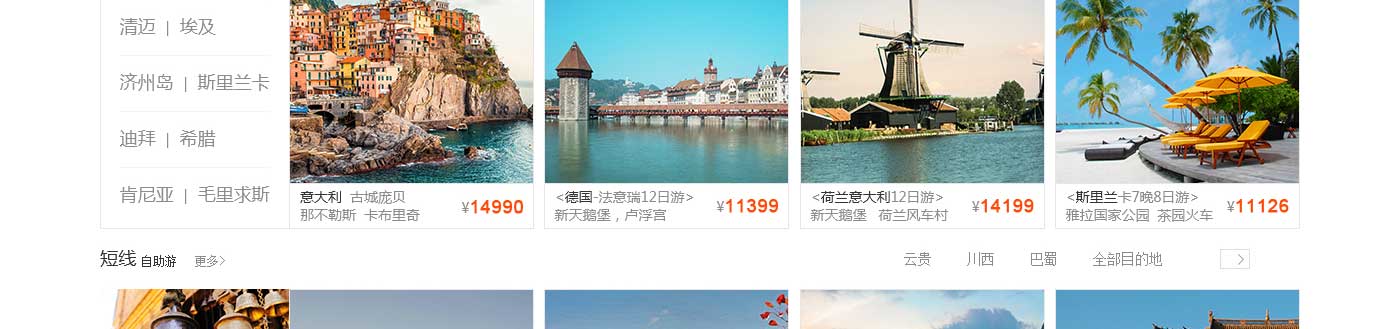 清迈 | 埃及
济州岛 | 斯里兰卡
迪拜 | 希腊
肯尼亚 | 毛里求斯
意大利 古城庞贝
那不勒斯 卡布里奇
¥14990
<德国-法意瑞12日游>
新天鹅堡，卢浮宫
¥11399
<荷兰意大利12日游>
新天鹅堡 荷兰风车村
¥14199
<斯里兰卡7晚8日游>
雅拉国家公园 茶园火车
¥11126
短线 自助游 更多>
云贵 川西 巴蜀 全部目的地 >